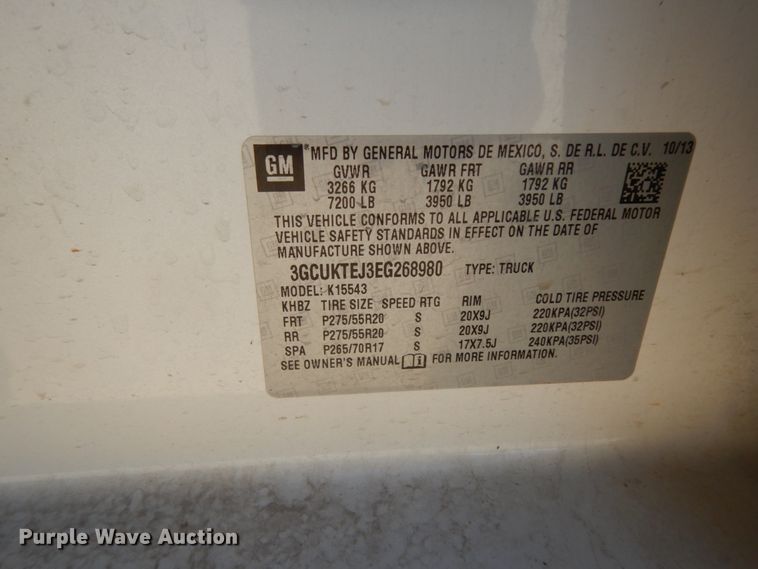 GM *MFD BY GENERAL MOTORS DE MEXICO, S. DE R.L. DE C.V. 10/13
GVWR GAWR FRT GAWR RR
3266 KG 1792 KG 1792 KG
7200 LB 3950 LB 3950 LB
THIS VEHICLE CONFORMS TO ALL APPLICABLE U.S. FEDERAL MOTOR
VEHICLE SAFETY STANDARDS IN EFFECT ON THE DATE OF
MANUFACTURE SHOWN ABOVE.
3GCUKTEJ3EG268980 TYPE: TRUCK
MODEL: K15543
KHBZ TIRE SIZE SPEED RTG RIM COLD TIRE PRESSURE
FRT P275/55R20 S 20X9J 220KPA(32PSI)
RR P275/55R20 S 20X9J 220KPA(32PSI)
SPA P265/70R17 S 17X7.5J 240KPA(35PSI)
SEE OWNER'S MANUAL FOR MORE INFORMATION.
Purple Wave Auction